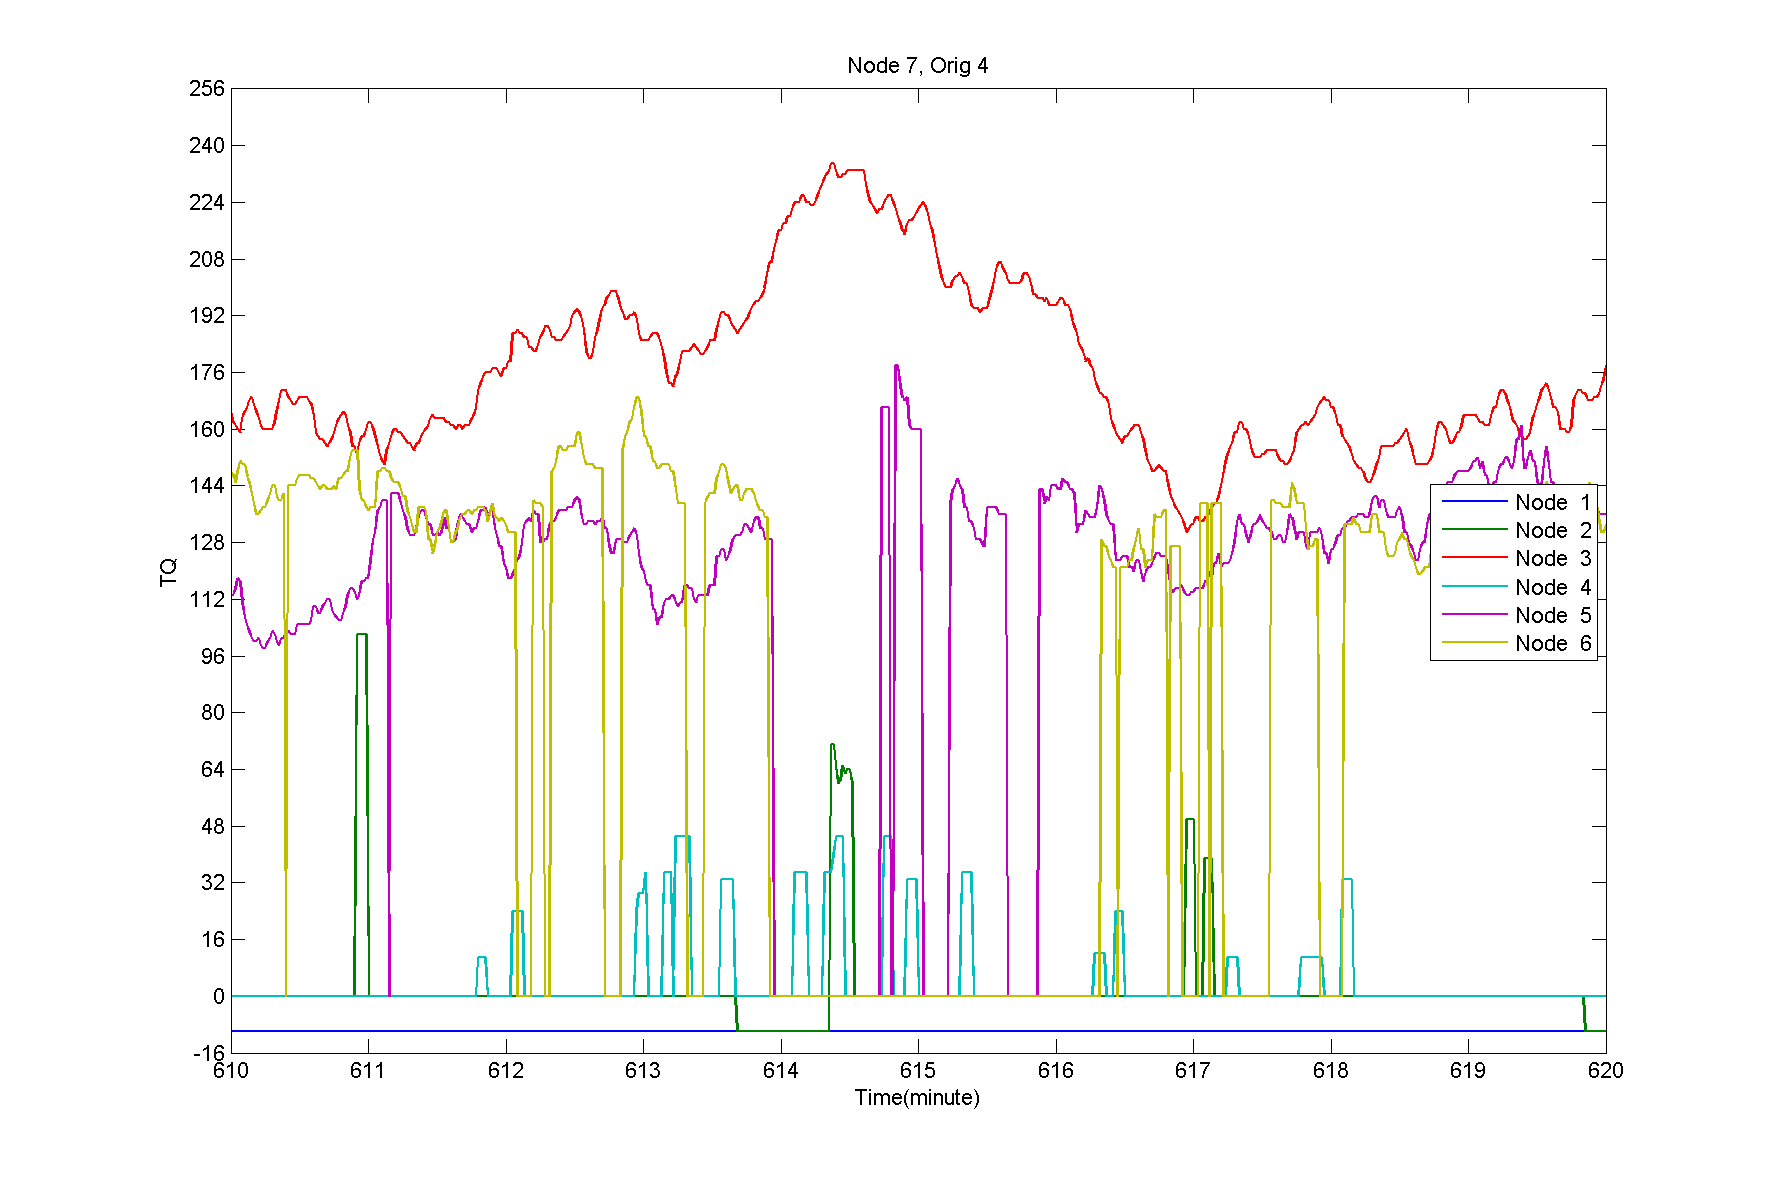 Node 7, Orig 4
256
240
224
208
192
176
160
144
128
112
96
80
64
48
32
16
0
-16
TQ
Node 1
Node 2
Node 3
Node 4
Node 5
Node 6
610 611 612 613 614 615 616 617 618 619 620
Time(minute)